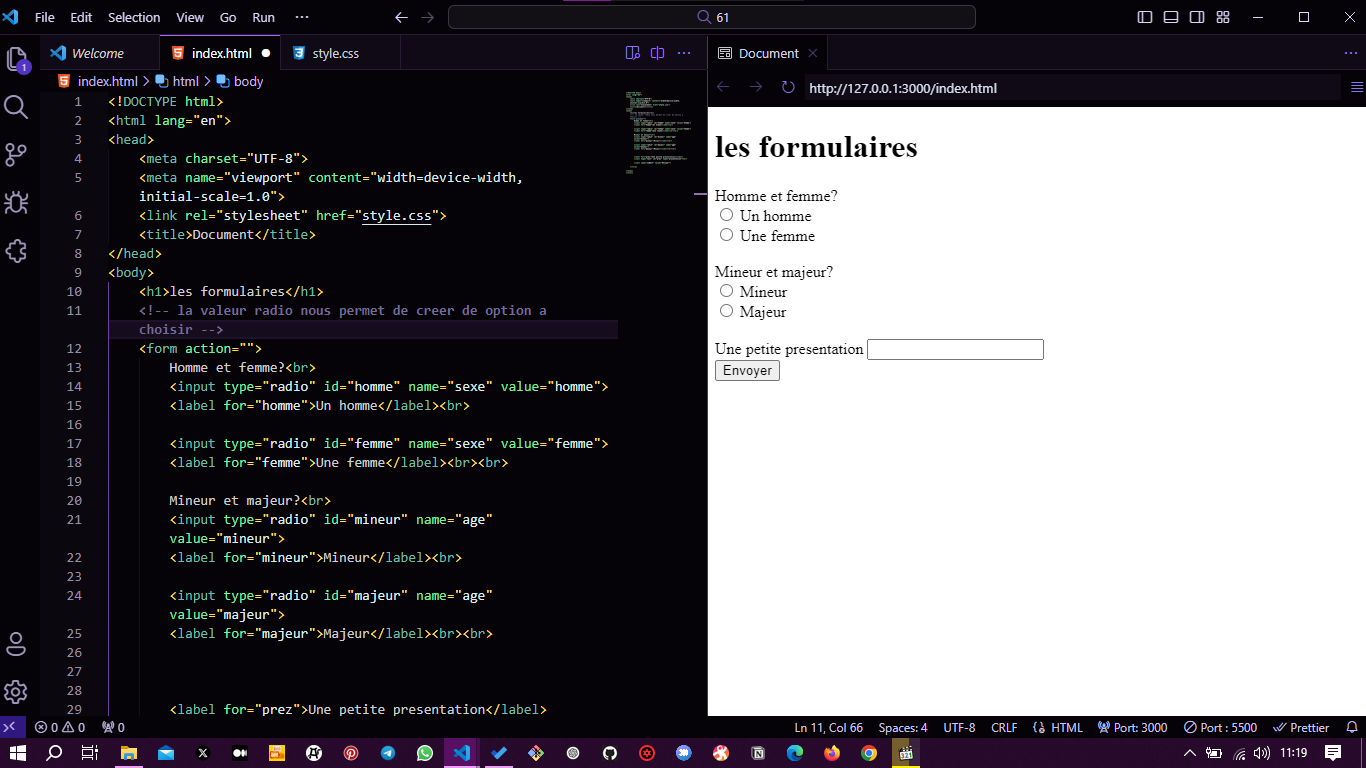 File Edit Selection View Go Run ··· 61
Welcome index.html style.css
index.html > html > body
1 <!DOCTYPE html>
2 <html lang="en">
3 <head>
4 <meta charset="UTF-8">
5 <meta name="viewport" content="width=device-width,
initial-scale=1.0">
6 <link rel="stylesheet" href="style.css">
7 <title>Document</title>
8 </head>
9 <body>
10 <h1>les formulaires</h1>
11 <!-- la valeur radio nous permet de creer de option a
choisir -->
12 <form action="">
13 Homme et femme?<br>
14 <input type="radio" id="homme" name="sexe" value="homme">
15 <label for="homme">Un homme</label><br>
16
17 <input type="radio" id="femme" name="sexe" value="femme">
18 <label for="femme">Une femme</label><br><br>
19
20 Mineur et majeur?<br>
21 <input type="radio" id="mineur" name="age"
value="mineur">
22 <label for="mineur">Mineur</label><br>
23
24 <input type="radio" id="majeur" name="age"
value="majeur">
25 <label for="majeur">Majeur</label><br><br>
26
27
28
29 <label for="prez">Une petite presentation</label>
Document
http://127.0.0.1:3000/index.html
les formulaires
Homme et femme?
Un homme
Une femme
Mineur et majeur?
Mineur
Majeur
Une petite presentation
Envoyer
1
0 0 0 Ln 11, Col 66 Spaces: 4 UTF-8 CRLF HTML Port: 3000 Port : 5500 Prettier
11:19